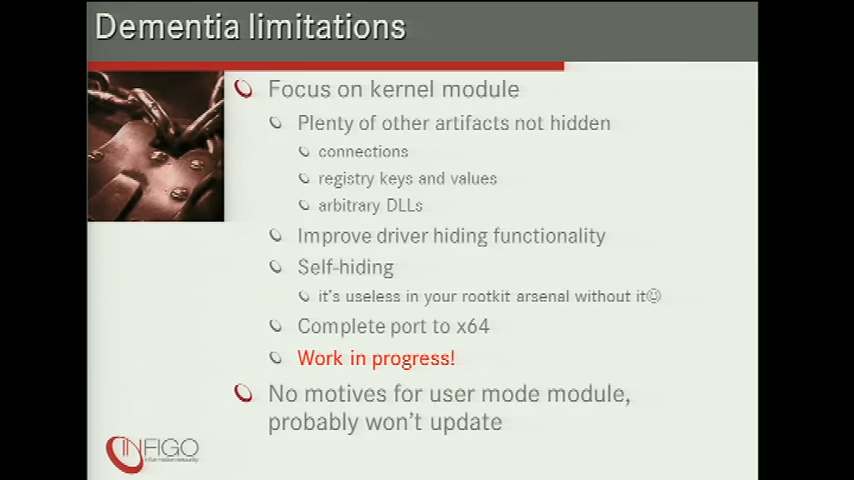 Dementia limitations
Focus on kernel module
Plenty of other artifacts not hidden
connections
registry keys and values
arbitrary DLLs
Improve driver hiding functionality
Self-hiding
it's useless in your rootkit arsenal without it☺
Complete port to x64
Work in progress!
No motives for user mode module,
probably won't update
INFIGO